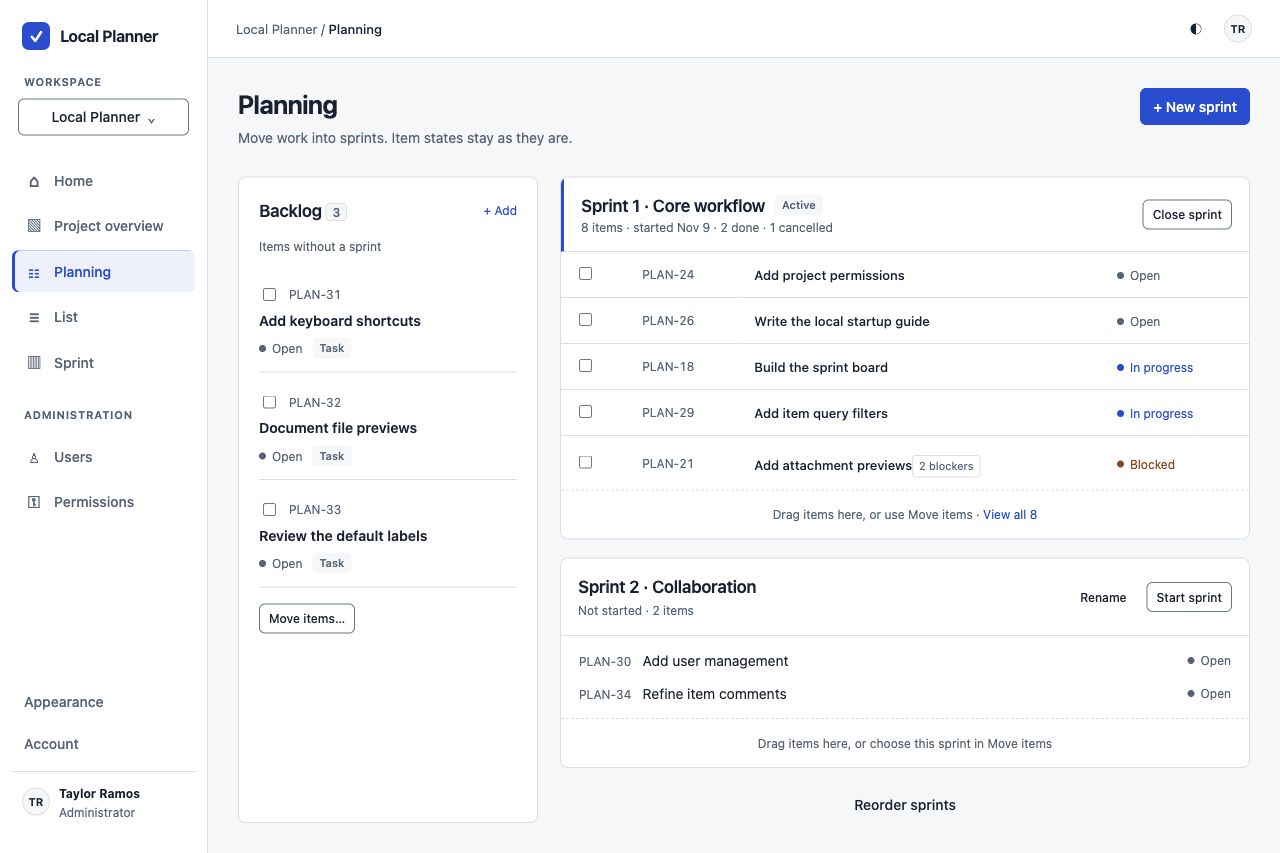 Local Planner
WORKSPACE
Local Planner
Home
Project overview
Planning
List
Sprint
ADMINISTRATION
Users
Permissions
Appearance
Account
TR
Taylor Ramos
Administrator
Local Planner / Planning
TR
Planning
Move work into sprints. Item states stay as they are.
+ New sprint
Backlog 3
+ Add
Items without a sprint
PLAN-31
Add keyboard shortcuts
Open Task
PLAN-32
Document file previews
Open Task
PLAN-33
Review the default labels
Open Task
Move items...
Sprint 1 · Core workflow Active
8 items · started Nov 9 · 2 done · 1 cancelled
Close sprint
PLAN-24 Add project permissions Open
PLAN-26 Write the local startup guide Open
PLAN-18 Build the sprint board In progress
PLAN-29 Add item query filters In progress
PLAN-21 Add attachment previews 2 blockers Blocked
Drag items here, or use Move items · View all 8
Sprint 2 · Collaboration
Not started · 2 items
Rename
Start sprint
PLAN-30 Add user management Open
PLAN-34 Refine item comments Open
Drag items here, or choose this sprint in Move items
Reorder sprints